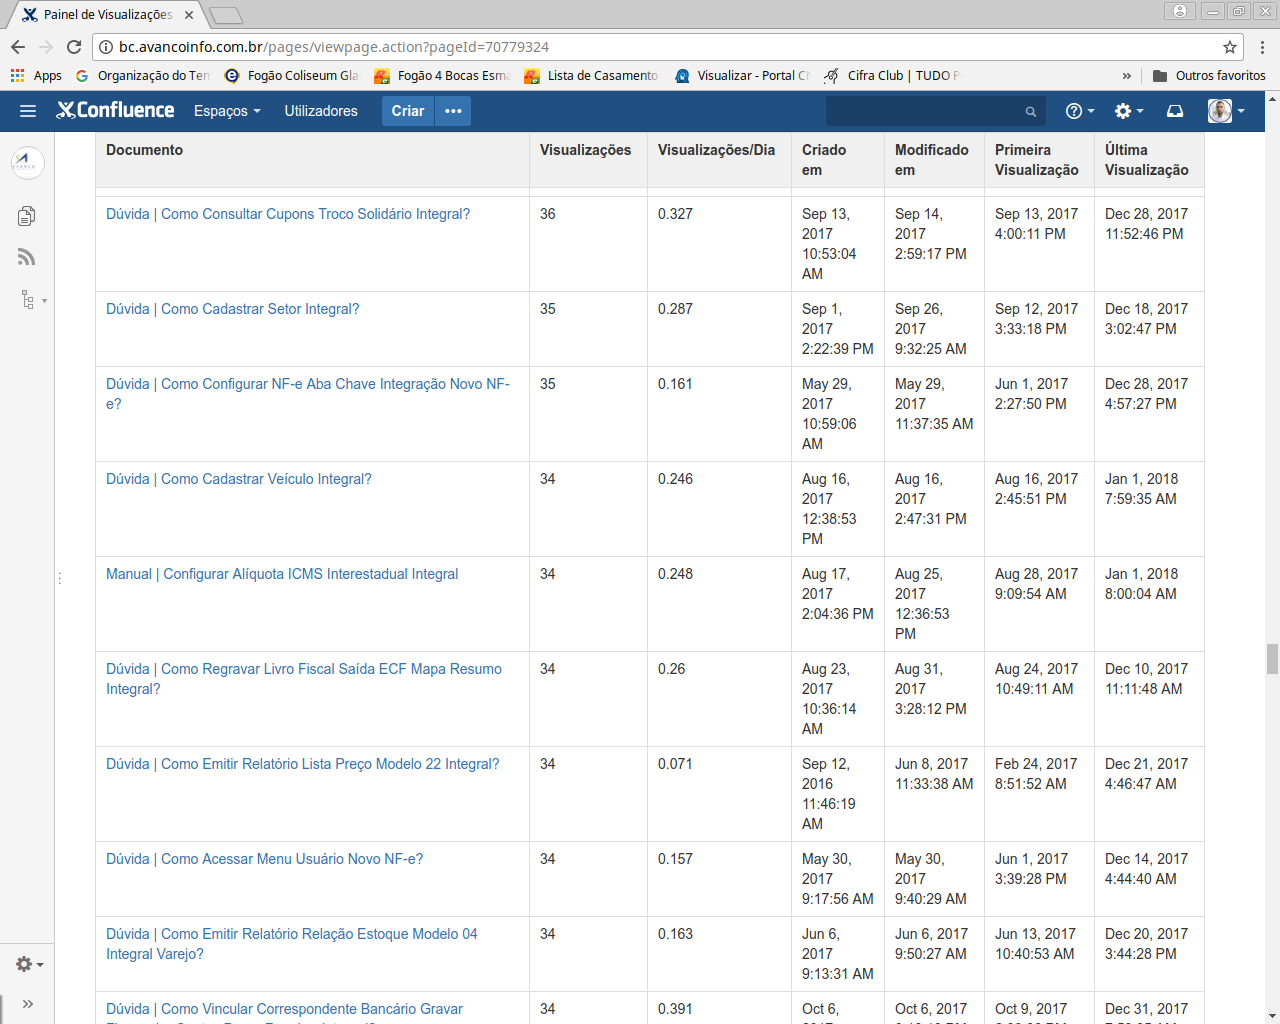 Painel de Visualizações
bc.avancoinfo.com.br/pages/viewpage.action?pageId=70779324
Apps Organização do Ter Fogão Coliseum Gla Fogão 4 Bocas Esma Lista de Casamento Visualizar - Portal C Cifra Club | TUDO » Outros favoritos
Confluence Espaços Utilizadores Criar •••
Documento Visualizações Visualizações/Dia Criado em Modificado em Primeira Visualização Última Visualização
Dúvida | Como Consultar Cupons Troco Solidário Integral? 36 0.327 Sep 13, 2017 10:53:04 AM Sep 14, 2017 2:59:17 PM Sep 13, 2017 4:00:11 PM Dec 28, 2017 11:52:46 PM
Dúvida | Como Cadastrar Setor Integral? 35 0.287 Sep 1, 2017 2:22:39 PM Sep 26, 2017 9:32:25 AM Sep 12, 2017 3:33:18 PM Dec 18, 2017 3:02:47 PM
Dúvida | Como Configurar NF-e Aba Chave Integração Novo NF-e? 35 0.161 May 29, 2017 10:59:06 AM May 29, 2017 11:37:35 AM Jun 1, 2017 2:27:50 PM Dec 28, 2017 4:57:27 PM
Dúvida | Como Cadastrar Veículo Integral? 34 0.246 Aug 16, 2017 12:38:53 PM Aug 16, 2017 2:47:31 PM Aug 16, 2017 2:45:51 PM Jan 1, 2018 7:59:35 AM
Manual | Configurar Alíquota ICMS Interestadual Integral 34 0.248 Aug 17, 2017 2:04:36 PM Aug 25, 2017 12:36:53 PM Aug 28, 2017 9:09:54 AM Jan 1, 2018 8:00:04 AM
Dúvida | Como Regravar Livro Fiscal Saída ECF Mapa Resumo Integral? 34 0.26 Aug 23, 2017 10:36:14 AM Aug 31, 2017 3:28:12 PM Aug 24, 2017 10:49:11 AM Dec 10, 2017 11:11:48 AM
Dúvida | Como Emitir Relatório Lista Preço Modelo 22 Integral? 34 0.071 Sep 12, 2016 11:46:19 AM Jun 8, 2017 11:33:38 AM Feb 24, 2017 8:51:52 AM Dec 21, 2017 4:46:47 AM
Dúvida | Como Acessar Menu Usuário Novo NF-e? 34 0.157 May 30, 2017 9:17:56 AM May 30, 2017 9:40:29 AM Jun 1, 2017 3:39:28 PM Dec 14, 2017 4:44:40 AM
Dúvida | Como Emitir Relatório Relação Estoque Modelo 04 Integral Varejo? 34 0.163 Jun 6, 2017 9:13:31 AM Jun 6, 2017 9:50:27 AM Jun 13, 2017 10:40:53 AM Dec 20, 2017 3:44:28 PM
Dúvida | Como Vincular Correspondente Bancário Gravar 34 0.391 Oct 6, Oct 6, 2017 Oct 9, 2017 Dec 31, 2017